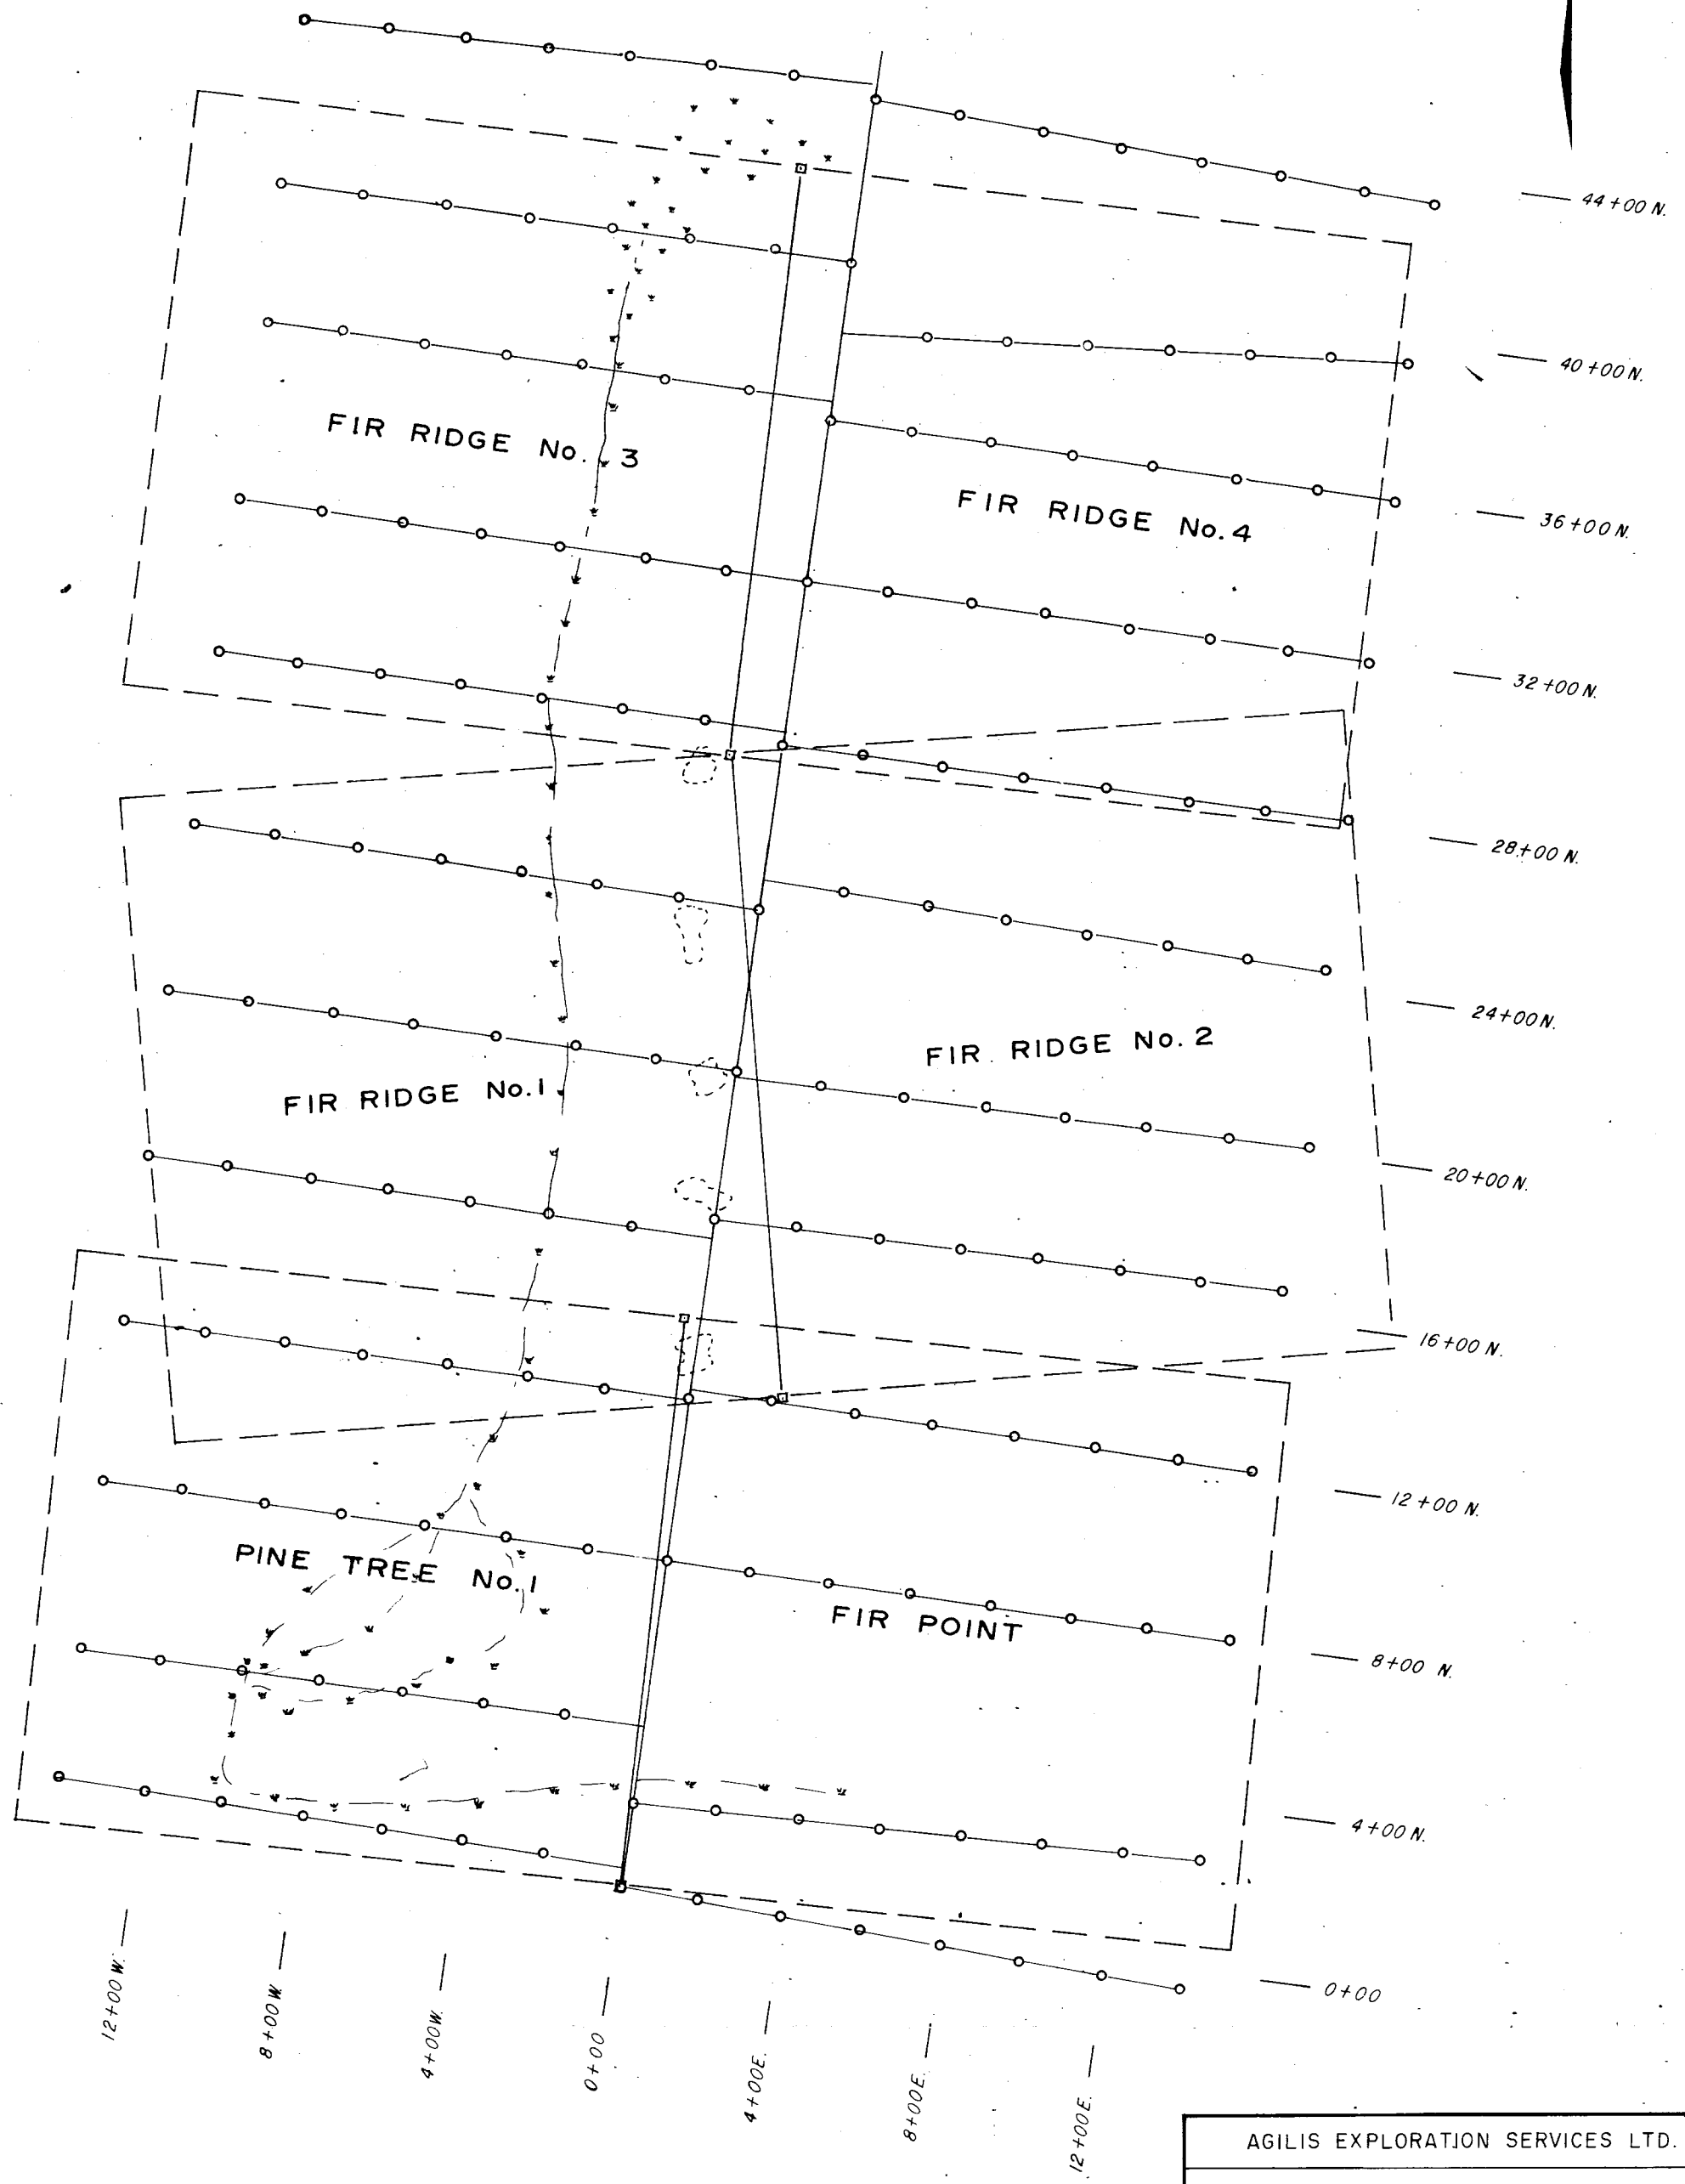 44+00 N.
40+00 N.
FIR RIDGE No. 3
FIR RIDGE No. 4
36+00 N.
32+00 N.
28+00 N.
24+00 N.
FIR RIDGE No. 2
FIR RIDGE No. 1
20+00 N.
16+00 N.
12+00 N.
PINE TREE No. 1
FIR POINT
8+00 N.
4+00 N.
0+00
12+00 W.
8+00 W.
4+00 W.
0+00
4+00 E.
8+00 E.
12+00 E.
AGILIS EXPLORATION SERVICES LTD.